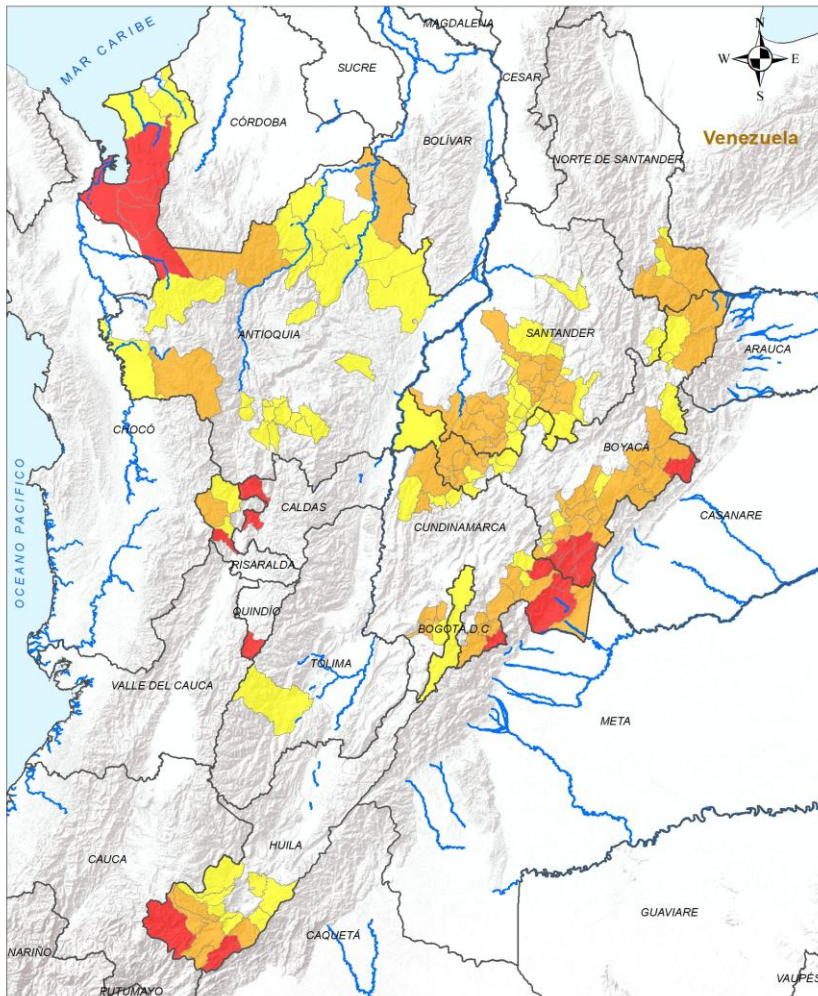 MAR CARIBE
MAGDALENA
N
W E
S
SUCRE
CESAR
CÓRDOBA
BOLÍVAR
Venezuela
NORTE DE SANTANDER
ANTIOQUIA
SANTANDER
ARAUCA
CHOCÓ
BOYACÁ
CALDAS
CUNDINAMARCA
CASANARE
OCEANO PACIFICO
RISARALDA
QUINDÍO
BOGOTÁ D.C
TOLIMA
VALLE DEL CAUCA
META
HUILA
CAUCA
GUAVIARE
CAQUETÁ
NARIÑO
PUTUMAYO
VAUPÉS